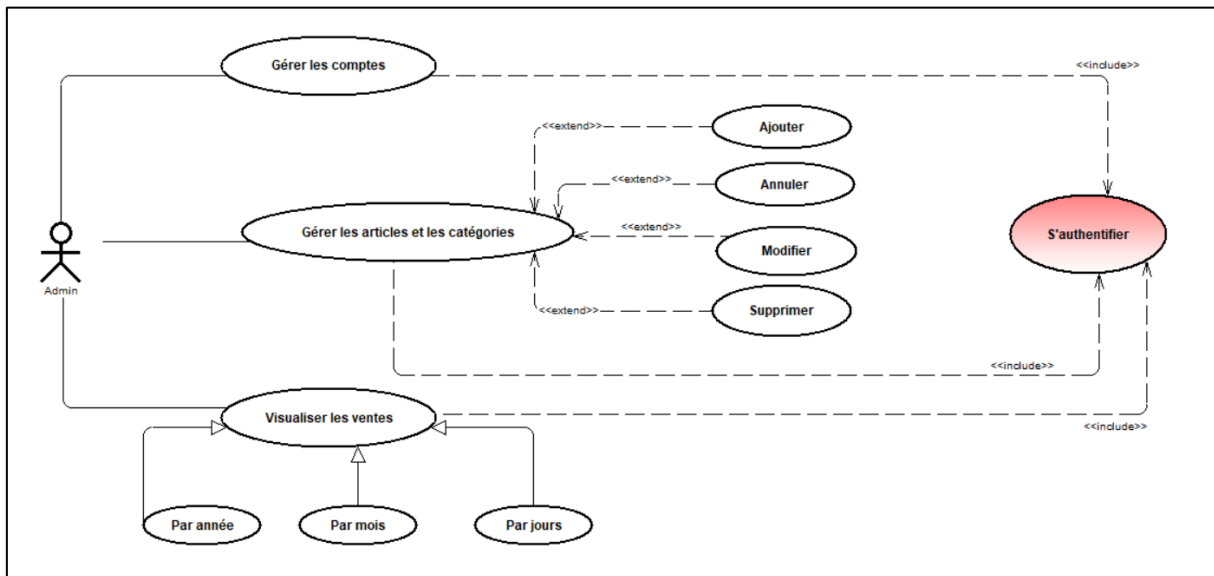 Gérer les comptes
<<include>>
<<extend>>
Ajouter
<<extend>>
Annuler
Gérer les articles et les catégories
<<extend>>
Modifier
S'authentifier
Admin
<<extend>>
Supprimer
<<include>>
Visualiser les ventes
<<include>>
Par année
Par mois
Par jours